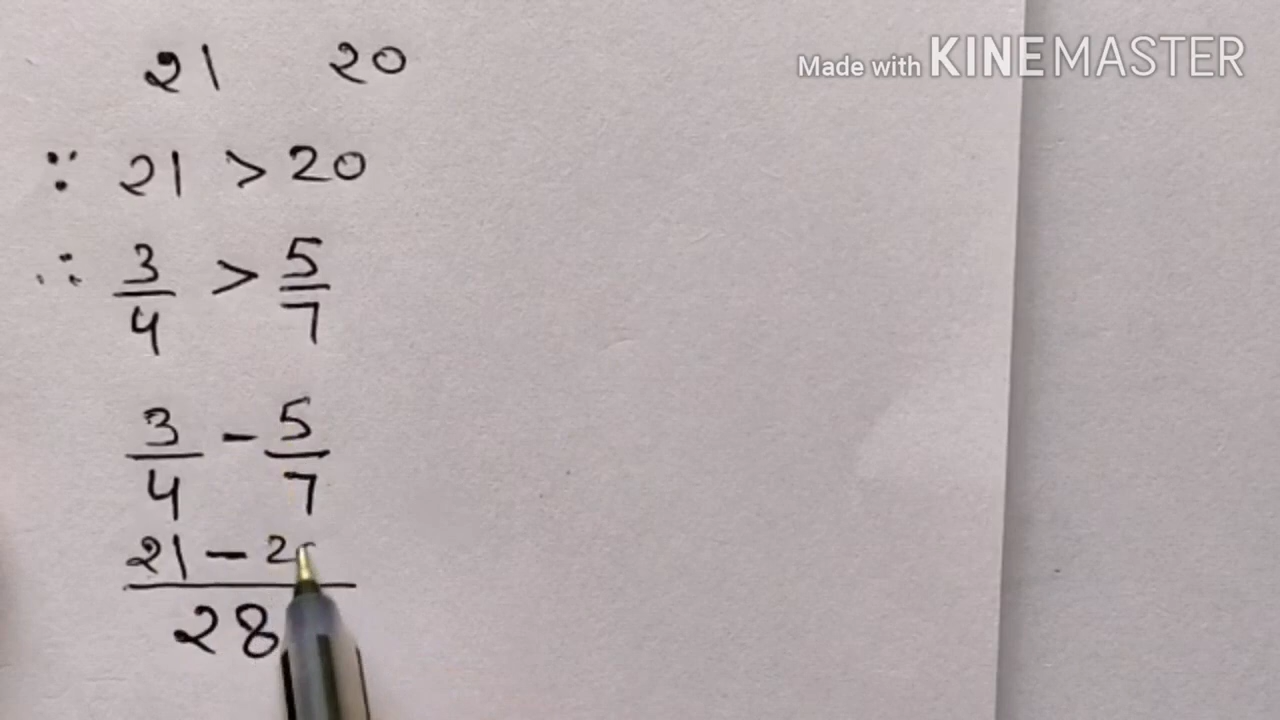 21 20
Made with KINEMASTER
∵ 21 > 20
∴ 3/4 > 5/7
3/4 - 5/7
21 - 2
28